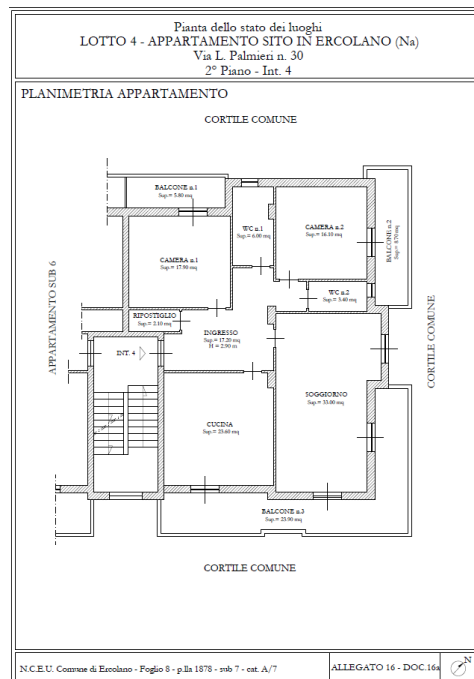 Pianta dello stato dei luoghi
LOTTO 4 - APPARTAMENTO SITO IN ERCOLANO (Na)
Via L. Palmieri n. 30
2° Piano - Int. 4
PLANIMETRIA APPARTAMENTO
CORTILE COMUNE
BALCONE n.1
Sup.= 5.80 mq
WC n.1
Sup.= 6.00 mq
CAMERA n.2
Sup.= 16.10 mq
BALCONE n.2
Sup.= 8.70 mq
CAMERA n.1
Sup.= 17.90 mq
APPARTAMENTO SUB 6
WC n.2
Sup.= 3.40 mq
CORTILE COMUNE
RIPOSTIGLIO
Sup.= 2.10 mq
INGRESSO
Sup.= 17.20 mq
H = 2.90 m
INT. 4
SOGGIORNO
Sup.= 33.00 mq
CUCINA
Sup.= 23.60 mq
BALCONE n.3
Sup.= 23.90 mq
CORTILE COMUNE
N.C.E.U. Comune di Ercolano - Foglio 8 - p.lla 1878 - sub 7 - cat. A/7
ALLEGATO 16 - DOC.16a
N